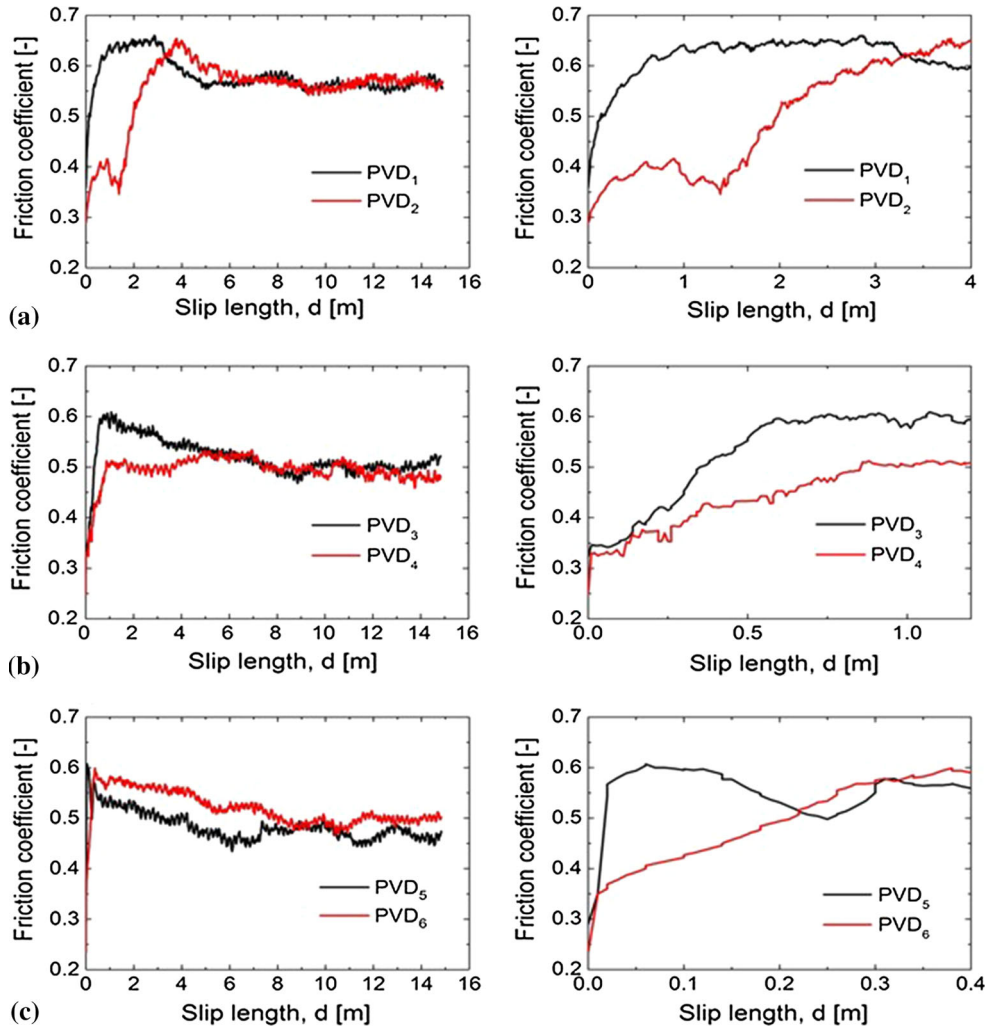 0.7
0.6
0.5
0.4
0.3
0.2
Friction coefficient [-]
PVD₁
PVD₂
0 2 4 6 8 10 12 14 16
Slip length, d [m]
0.7
0.6
0.5
0.4
0.3
0.2
Friction coefficient [-]
PVD₁
PVD₂
0 1 2 3 4
Slip length, d [m]
(a)
0.7
0.6
0.5
0.4
0.3
0.2
Friction coefficient [-]
PVD₃
PVD₄
0 2 4 6 8 10 12 14 16
Slip length, d [m]
0.7
0.6
0.5
0.4
0.3
0.2
Friction coefficient [-]
PVD₃
PVD₄
0.0 0.5 1.0
Slip length, d [m]
(b)
0.7
0.6
0.5
0.4
0.3
0.2
Friction coefficient [-]
PVD₅
PVD₆
0 2 4 6 8 10 12 14 16
Slip length, d [m]
0.7
0.6
0.5
0.4
0.3
0.2
Friction coefficient [-]
PVD₅
PVD₆
0.0 0.1 0.2 0.3 0.4
Slip length, d [m]
(c)